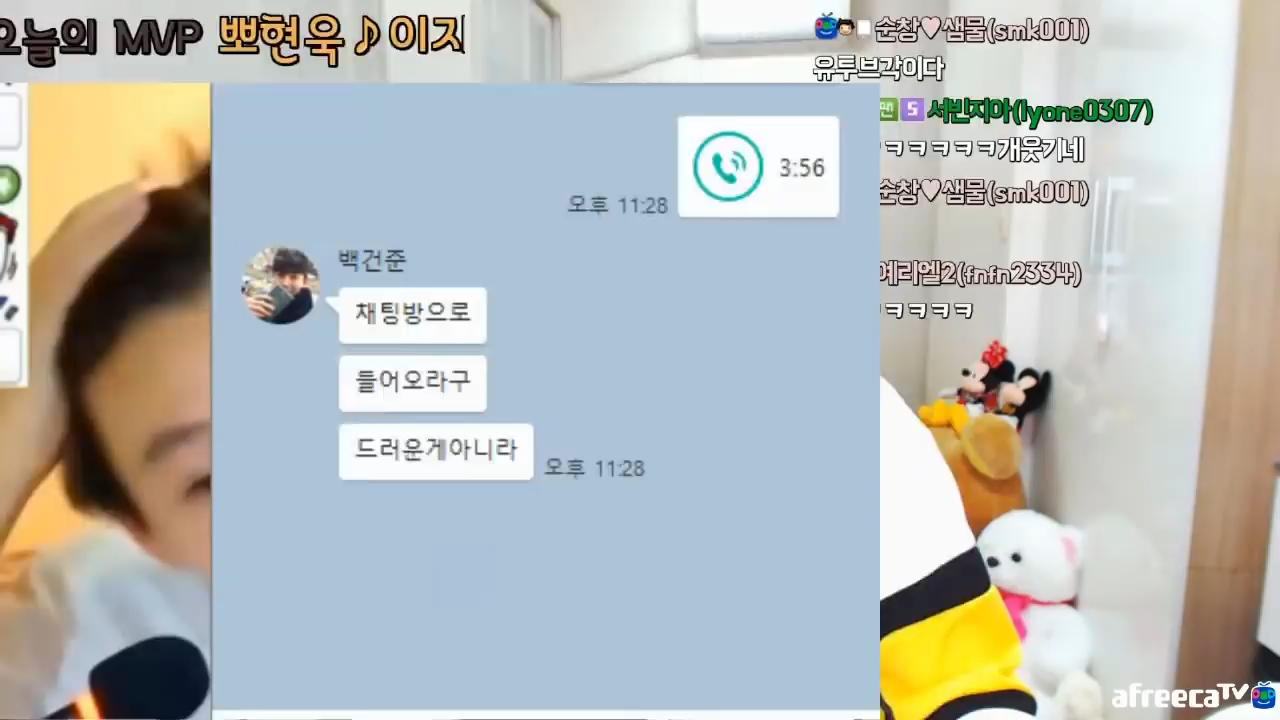 오늘의 MVP 뽀현욱♪이지
순창♥샘물(smk001)
유투브각이다
팬 S 서빈지아(lyone0307)
ㅋㅋㅋㅋㅋㅋ개웃기네
순창♥샘물(smk001)
예리엘2(fnfn2334)
ㅋㅋㅋㅋㅋ
3:56
오후 11:28
백건준
채팅방으로
들어오라구
드러운게아니라
오후 11:28
afreecaTV